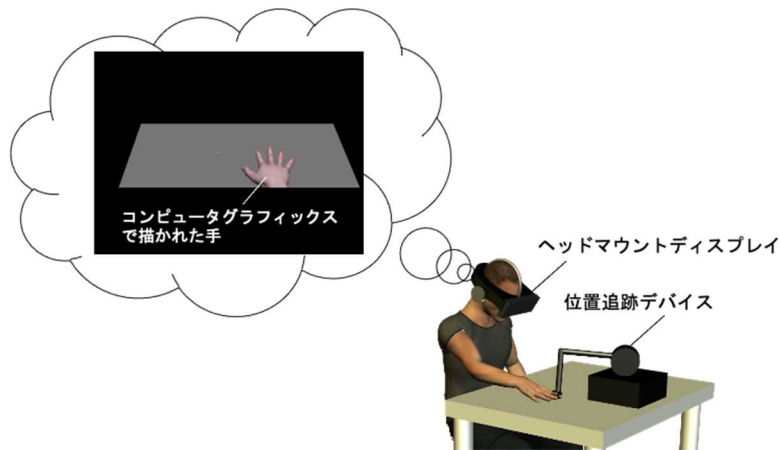 コンピュータグラフィックス
で描かれた手
ヘッドマウントディスプレイ
位置追跡デバイス